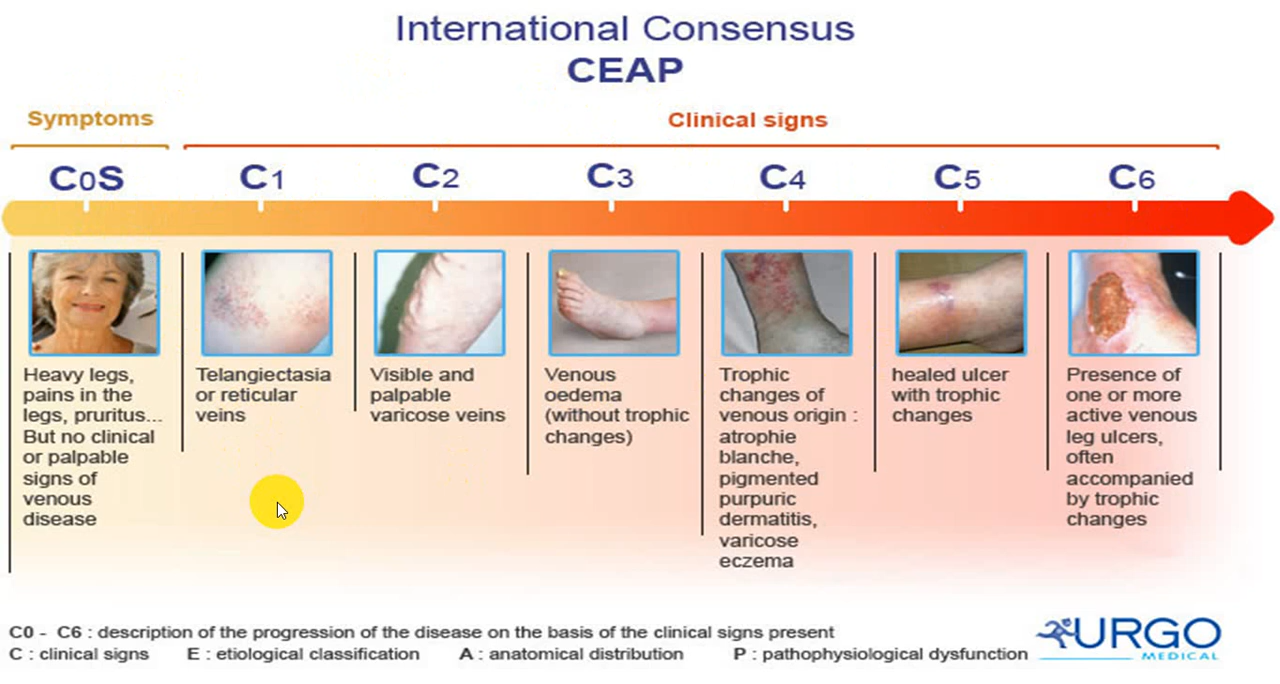 International Consensus
CEAP
Symptoms
Clinical signs
C0S
C1
C2
C3
C4
C5
C6
Heavy legs,
pains in the
legs, pruritus...
But no clinical
or palpable
signs of
venous
disease
Telangiectasia
or reticular
veins
Visible and
palpable
varicose veins
Venous
oedema
(without trophic
changes)
Trophic
changes of
venous origin :
atrophie
blanche,
pigmented
purpuric
dermatitis,
varicose
eczema
healed ulcer
with trophic
changes
Presence of
one or more
active venous
leg ulcers,
often
accompanied
by trophic
changes
C0 - C6 : description of the progression of the disease on the basis of the clinical signs present
C : clinical signs E : etiological classification A : anatomical distribution P : pathophysiological dysfunction
URGO
MEDICAL